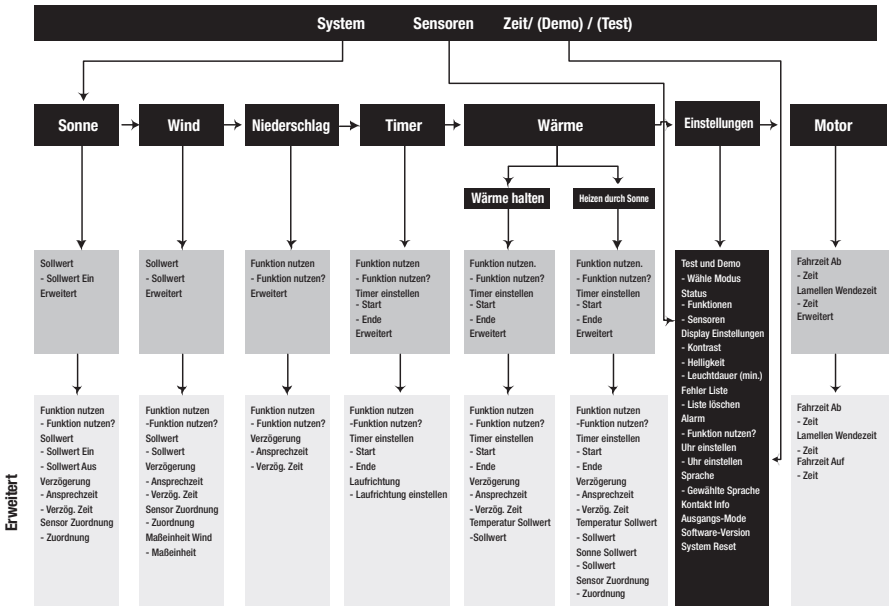 System Sensoren Zeit/ (Demo) / (Test)
Sonne
Wind
Niederschlag
Timer
Wärme
Einstellungen
Motor
Wärme halten
Heizen durch Sonne
Sollwert
- Sollwert Ein
Erweitert
Sollwert
- Sollwert
Erweitert
Funktion nutzen
- Funktion nutzen?
Erweitert
Funktion nutzen
- Funktion nutzen?
Timer einstellen
- Start
- Ende
Erweitert
Funktion nutzen.
- Funktion nutzen?
Timer einstellen
- Start
- Ende
Erweitert
Funktion nutzen.
- Funktion nutzen?
Timer einstellen
- Start
- Ende
Erweitert
Test und Demo
- Wähle Modus
Status
- Funktionen
- Sensoren
Display Einstellungen
- Kontrast
- Helligkeit
- Leuchtdauer (min.)
Fehler Liste
- Liste löschen
Alarm
- Funktion nutzen?
Uhr einstellen
- Uhr einstellen
Sprache
- Gewählte Sprache
Kontakt Info
Ausgangs-Mode
Software-Version
System Reset
Fahrzeit Ab
- Zeit
Lamellen Wendezeit
- Zeit
Erweitert
Erweitert
Funktion nutzen
- Funktion nutzen?
Sollwert
- Sollwert Ein
- Sollwert Aus
Verzögerung
- Ansprechzeit
- Verzög. Zeit
Sensor Zuordnung
- Zuordnung
Funktion nutzen
-Funktion nutzen?
Sollwert
- Sollwert
Verzögerung
- Ansprechzeit
- Verzög. Zeit
Sensor Zuordnung
- Zuordnung
Maßeinheit Wind
- Maßeinheit
Funktion nutzen
- Funktion nutzen?
Verzögerung
- Ansprechzeit
- Verzög. Zeit
Funktion nutzen
-Funktion nutzen?
Timer einstellen
- Start
- Ende
Laufrichtung
- Laufrichtung einstellen
Funktion nutzen
- Funktion nutzen?
Timer einstellen
- Start
- Ende
Verzögerung
- Ansprechzeit
- Verzög. Zeit
Temperatur Sollwert
-Sollwert
Funktion nutzen
-Funktion nutzen?
Timer einstellen
- Start
- Ende
Verzögerung
- Ansprechzeit
- Verzög. Zeit
Temperatur Sollwert
- Sollwert
Sonne Sollwert
- Sollwert
Sensor Zuordnung
- Zuordnung
Fahrzeit Ab
- Zeit
Lamellen Wendezeit
- Zeit
Fahrzeit Auf
- Zeit